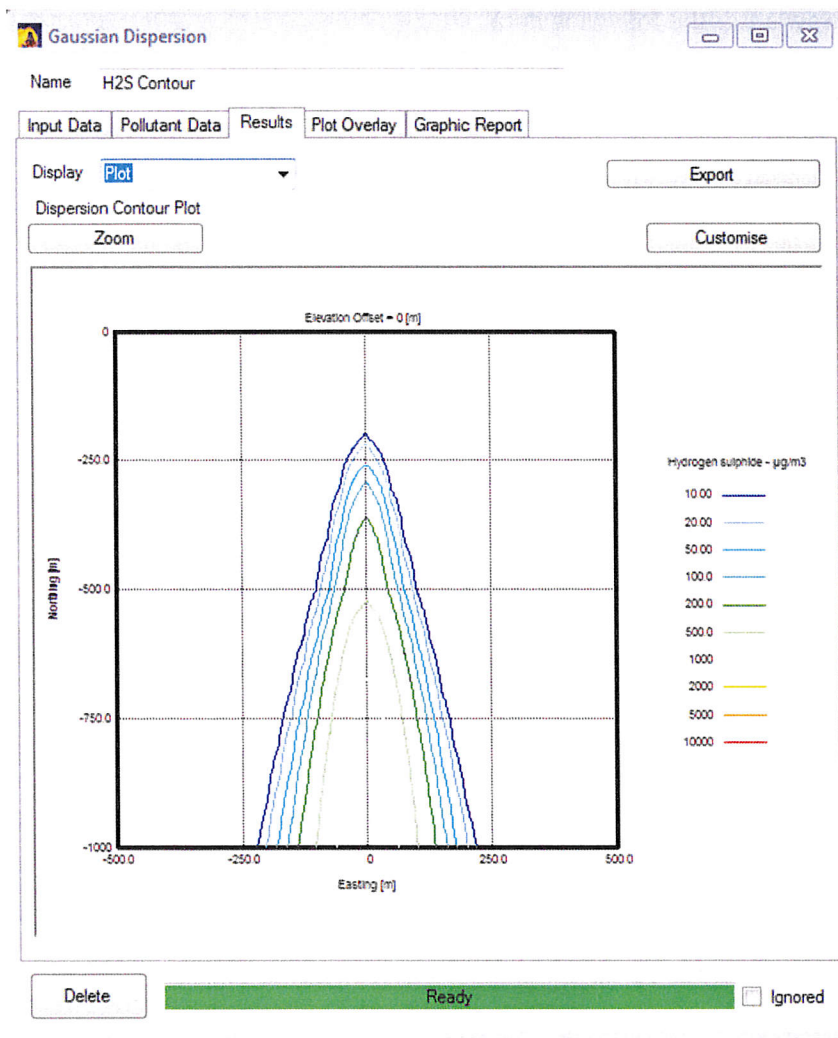 Gaussian Dispersion
Name H2S Contour
Input Data Pollutant Data Results Plot Overlay Graphic Report
Display Plot Export
Dispersion Contour Plot
Zoom Customise
Elevation Offset = 0 [m]
0
-250.0
-500.0
-750.0
-1000
Northing [m]
-500.0 -250.0 0 250.0 500.0
Easting [m]
Hydrogen sulphide - µg/m3
10.00
20.00
50.00
100.0
200.0
500.0
1000
2000
5000
10000
Delete Ready Ignored